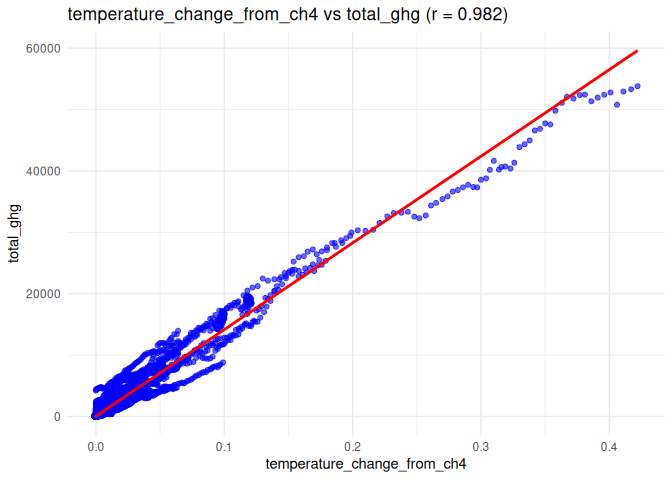 temperature_change_from_ch4 vs total_ghg (r = 0.982)
60000
40000
20000
0
total_ghg
0.0 0.1 0.2 0.3 0.4
temperature_change_from_ch4